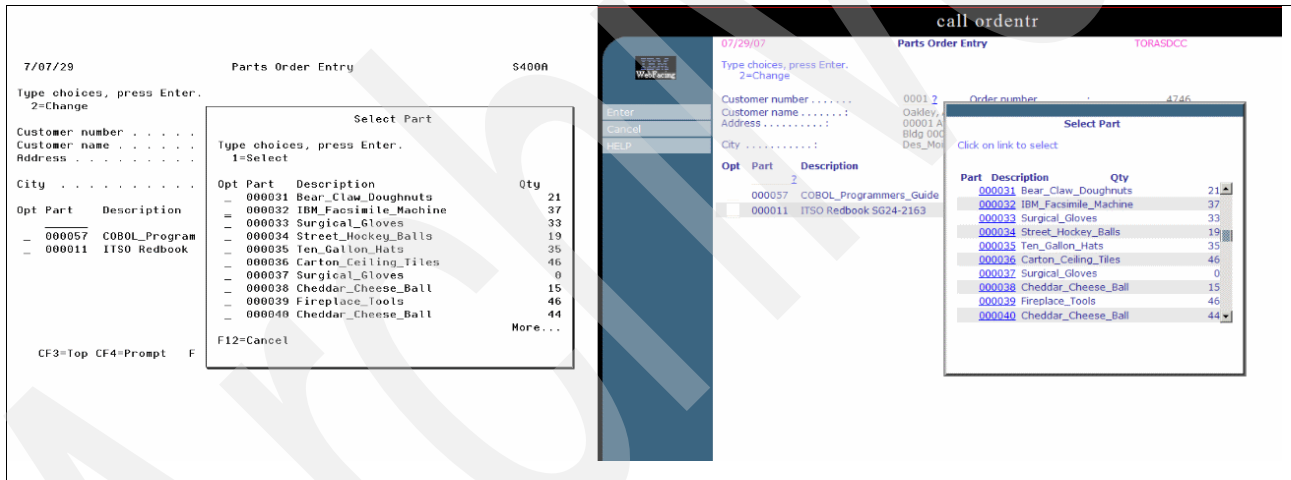 7/07/29 Parts Order Entry S400A
Type choices, press Enter.
2=Change
Customer number . . . . .
Customer name . . . . . .
Address . . . . . . . . .
City . . . . . . . . . .
Opt Part Description
_ 000057 COBOL_Program
_ 000011 ITSO Redbook
CF3=Top CF4=Prompt F
Select Part
Type choices, press Enter.
1=Select
Opt Part Description Qty
_ 000031 Bear_Claw_Doughnuts 21
_ 000032 IBM_Facsimile_Machine 37
_ 000033 Surgical_Gloves 33
_ 000034 Street_Hockey_Balls 19
_ 000035 Ten_Gallon_Hats 35
_ 000036 Carton_Ceiling_Tiles 46
_ 000037 Surgical_Gloves 0
_ 000038 Cheddar_Cheese_Ball 15
_ 000039 Fireplace_Tools 46
_ 000040 Cheddar_Cheese_Ball 44
More...
F12=Cancel
call ordentr
IBM
WebFacing
Enter
Cancel
HELP
07/29/07 Parts Order Entry TORASDCC
Type choices, press Enter.
2=Change
Customer number . . . . . . . 0001 ? Order number : 4746
Customer name . . . . . . . : Oakley,
Address . . . . . . . . . . : 00001 A
Bldg 000
City . . . . . . . . . . . : Des_Moi
Opt Part Description
?
000057 COBOL_Programmers_Guide
000011 ITSO Redbook SG24-2163
Select Part
Click on link to select
Part Description Qty
000031 Bear_Claw_Doughnuts 21
000032 IBM_Facsimile_Machine 37
000033 Surgical_Gloves 33
000034 Street_Hockey_Balls 19
000035 Ten_Gallon_Hats 35
000036 Carton_Ceiling_Tiles 46
000037 Surgical_Gloves 0
000038 Cheddar_Cheese_Ball 15
000039 Fireplace_Tools 46
000040 Cheddar_Cheese_Ball 44